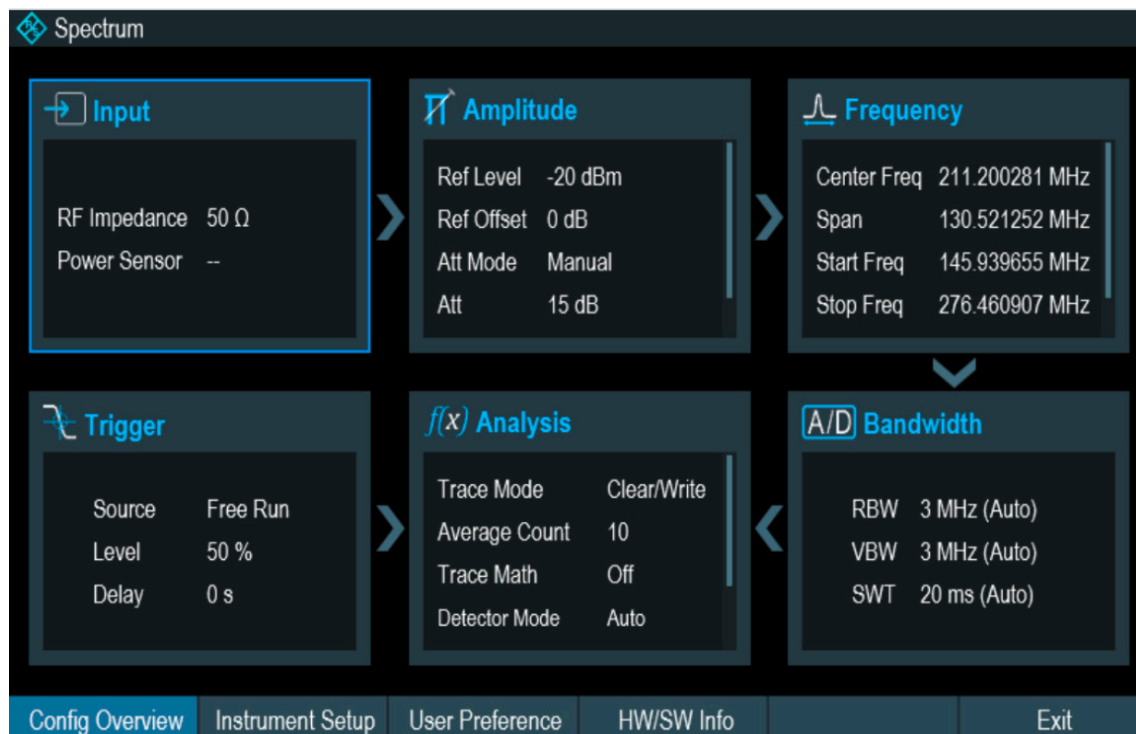 Spectrum
Input
RF Impedance 50 Ω
Power Sensor --
Amplitude
Ref Level -20 dBm
Ref Offset 0 dB
Att Mode Manual
Att 15 dB
Frequency
Center Freq 211.200281 MHz
Span 130.521252 MHz
Start Freq 145.939655 MHz
Stop Freq 276.460907 MHz
Trigger
Source Free Run
Level 50 %
Delay 0 s
f(x) Analysis
Trace Mode Clear/Write
Average Count 10
Trace Math Off
Detector Mode Auto
A/D Bandwidth
RBW 3 MHz (Auto)
VBW 3 MHz (Auto)
SWT 20 ms (Auto)
Config Overview Instrument Setup User Preference HW/SW Info Exit